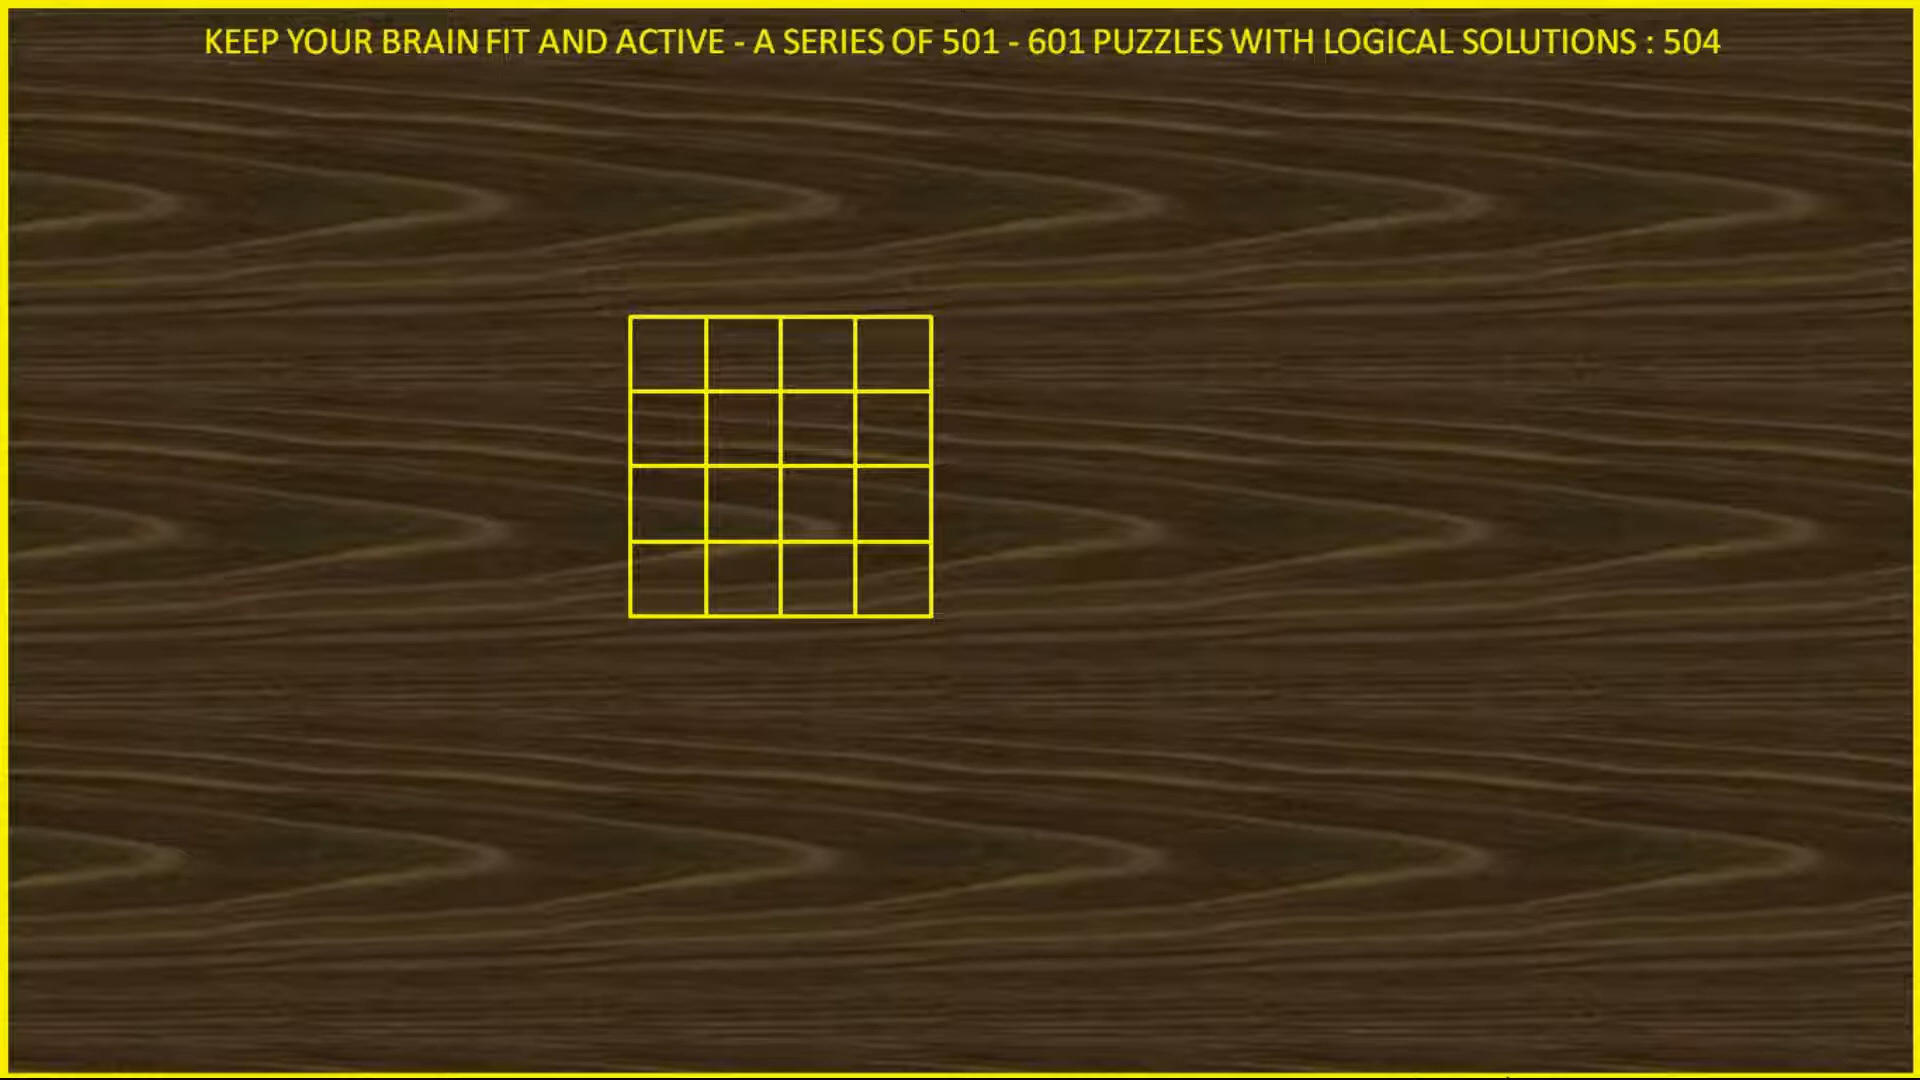 KEEP YOUR BRAIN FIT AND ACTIVE - A SERIES OF 501 - 601 PUZZLES WITH LOGICAL SOLUTIONS : 504